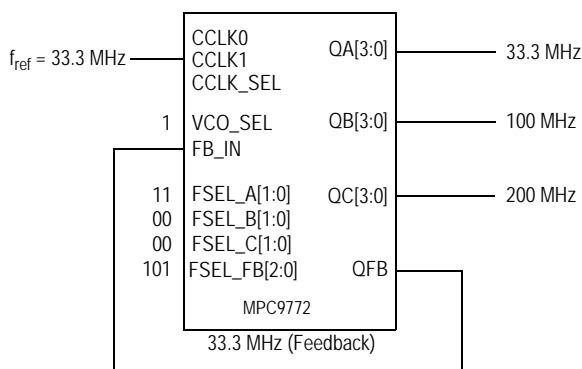 CCLK0
f_ref = 33.3 MHz CCLK1 QA[3:0] 33.3 MHz
CCLK_SEL
1 VCO_SEL QB[3:0] 100 MHz
FB_IN
11 FSEL_A[1:0] QC[3:0] 200 MHz
00 FSEL_B[1:0]
00 FSEL_C[1:0]
101 FSEL_FB[2:0] QFB
MPC9772
33.3 MHz (Feedback)